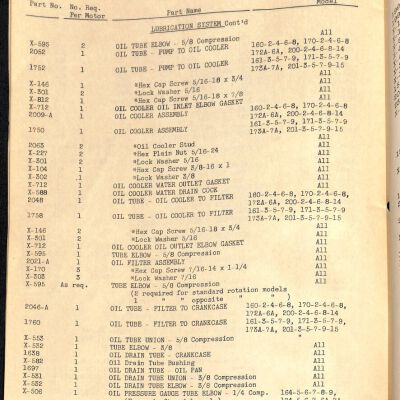 Part No. No. Req. Per Motor Part Name Model
LUBRICATION SYSTEM Cont'd
X-595 2 OIL TUBE ELBOW - 5/8 Compression All
2062 1 OIL TUBE - PUMP TO OIL COOLER 160-2-4-6-8, 170-2-4-6-8,
172A-6A, 200-2-4-6-8-14
1752 1 OIL TUBE - PUMP TO OIL COOLER 161-3-5-7-9, 171-3-5-7-9
173A-7A, 201-3-5-7-9-15
X-146 1 *Hex Cap Screw 5/16-18 x 3/4 All
X-301 2 *Lock Washer 5/16 All
X-812 1 *Hex Cap Screw 5/16-18 x 7/8 All
X-712 1 OIL COOLER OIL INLET ELBOW GASKET All
2009-A 1 OIL COOLER ASSEMBLY 160-2-4-6-8, 170-2-4-6-8
172A-6A, 200-2-4-6-8-14
1750 1 OIL COOLER ASSEMBLY 161-3-5-7-9, 171-3-5-7-9
173A-7A, 201-3-5-7-9-15
2063 2 *Oil Cooler Stud All
X-227 2 *Hex Plain Nut 5/16-24 All
X-301 2 *Lock Washer 5/16 All
X-104 1 *Hex Cap Screw 3/8-16 x 1 All
X-302 1 *Lock Washer 3/8 All
X-712 1 OIL COOLER WATER OUTLET GASKET All
X-588 1 OIL COOLER WATER DRAIN COCK All
2048 1 OIL TUBE - OIL COOLER TO FILTER 160-2-4-6-8, 170-2-4-6-8,
172A-6A, 200-2-4-6-8-14
1758 1 OIL TUBE - OIL COOLER TO FILTER 161-3-5-7-9, 171-3-5-7-9
173A-7A, 201-3-5-7-9-15
X-146 2 *Hex Cap Screw 5/16-18 x 3/4 All
X-301 2 *Lock Washer 5/16 All
X-712 1 OIL COOLER OIL OUTLET ELBOW GASKET All
X-595 1 TUBE ELBOW - 5/8 Compression All
2021-A 1 OIL FILTER ASSEMBLY All
X-170 3 *Hex Cap Screw 7/16-14 x 1 1/4 All
X-303 3 *Lock Washer 7/16 All
X-595 As req. TUBE ELBOW - 5/8 Compression All
(2 required for standard rotation models
1 " " opposite " " )
2046-A 1 OIL TUBE - FILTER TO CRANKCASE 160-2-4-6-8, 170-2-4-6-8,
172A-6A, 200-2-4-6-8-14
1760 1 OIL TUBE - FILTER TO CRANKCASE 161-3-5-7-9, 171-3-5-7-9,
173A-7A, 201-3-5-7-9-15
X-553 1 OIL TUBE UNION - 5/8 Compression "
X-532 1 TUBE ELBOW - 3/8 All
1638 1 OIL DRAIN TUBE - CRANKCASE All
X-582 1 Oil Drain Tube Bushing All
1697 1 OIL DRAIN TUBE - OIL PAN All
X-531 1 OIL DRAIN TUBE UNION - 3/8 Compression All
X-532 1 OIL DRAIN TUBE ELBOW - 3/8 Compression All
X-506 1 OIL PRESSURE GAUGE TUBE ELBOW - 1/4 Comp. 164-5-6-7-8-9,